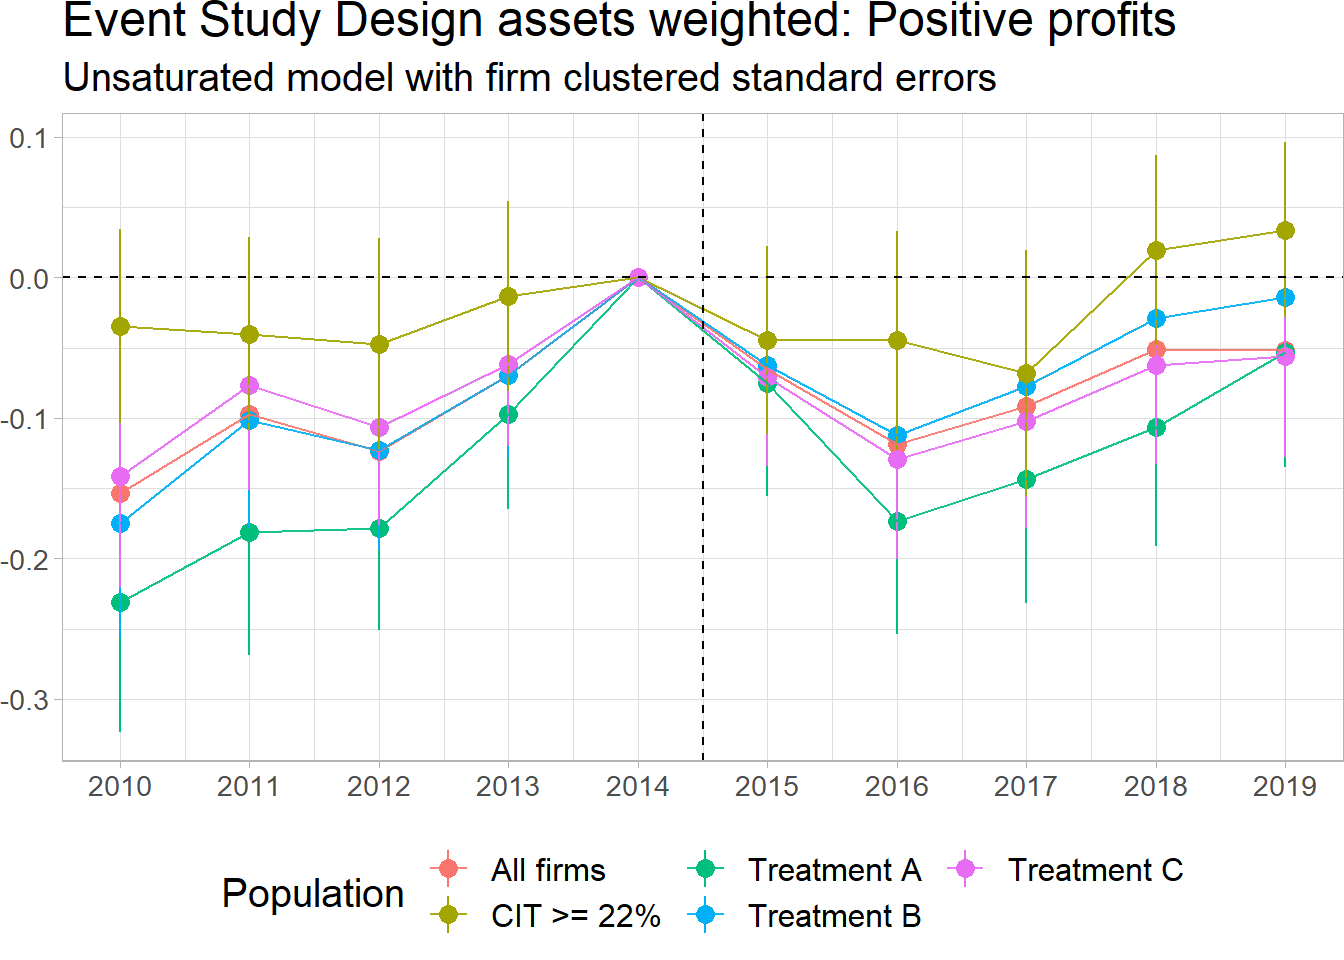 Event Study Design assets weighted: Positive profits
Unsaturated model with firm clustered standard errors
0.1
0.0
-0.1
-0.2
-0.3
2010 2011 2012 2013 2014 2015 2016 2017 2018 2019
Population
All firms Treatment A Treatment C
CIT >= 22% Treatment B